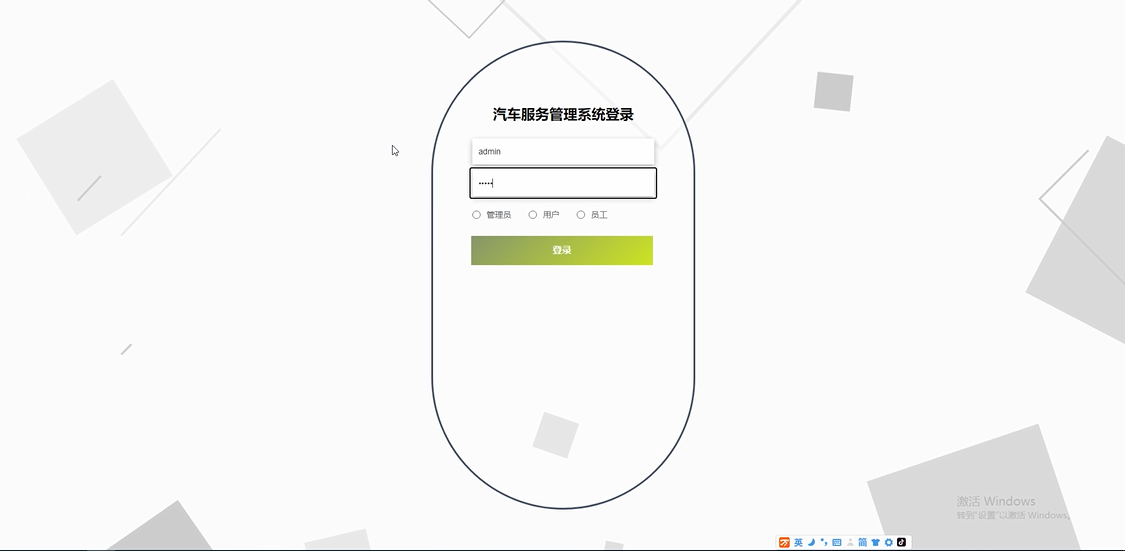 汽车服务管理系统登录
admin
•••••
管理员 用户 员工
登录
激活 Windows
转到"设置"以激活 Windows。
英 简